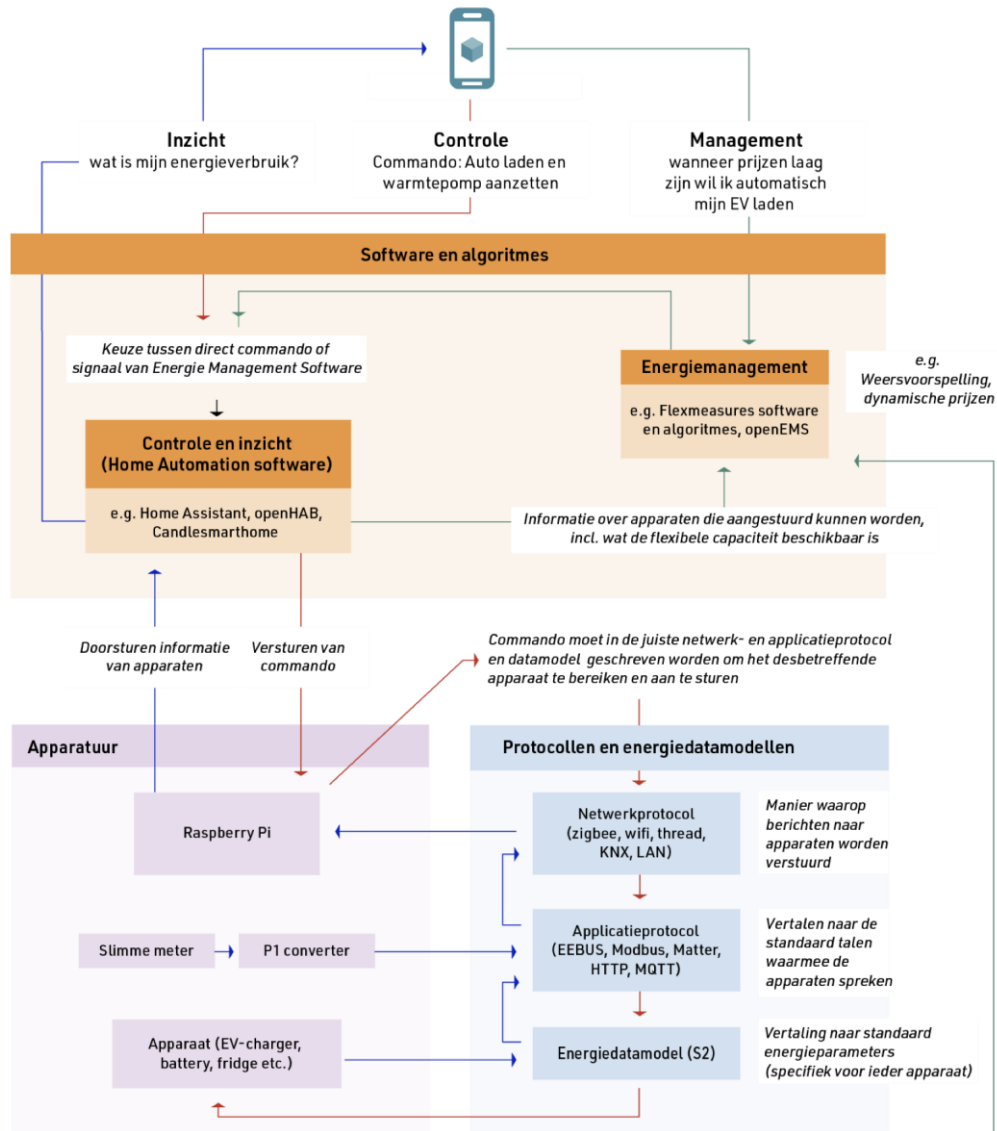 Inzicht
wat is mijn energieverbruik?
Controle
Commando: Auto laden en
warmtepomp aanzetten
Management
wanneer prijzen laag
zijn wil ik automatisch
mijn EV laden
Software en algoritmes
Keuze tussen direct commando of
signaal van Energie Management Software
Energiemanagement
e.g. Flexmeasures software
en algoritmes, openEMS
e.g.
Weersvoorspelling,
dynamische prijzen
Controle en inzicht
(Home Automation software)
e.g. Home Assistant, openHAB,
Candlesmarthome
Informatie over apparaten die aangestuurd kunnen worden,
incl. wat de flexibele capaciteit beschikbaar is
Doorsturen informatie
van apparaten
Versturen van
commando
Commando moet in de juiste netwerk- en applicatieprotocol
en datamodel geschreven worden om het desbetreffende
apparaat te bereiken en aan te sturen
Apparatuur
Protocollen en energiedatamodellen
Raspberry Pi
Netwerkprotocol
(zigbee, wifi, thread,
KNX, LAN)
Manier waarop
berichten naar
apparaten worden
verstuurd
Slimme meter
P1 converter
Applicatieprotocol
(EEBUS, Modbus, Matter,
HTTP, MQTT)
Vertalen naar de
standaard talen
waarmee de
apparaten spreken
Apparaat (EV-charger,
battery, fridge etc.)
Energiedatamodel (S2)
Vertaling naar standaard
energieparameters
(specifiek voor ieder apparaat)